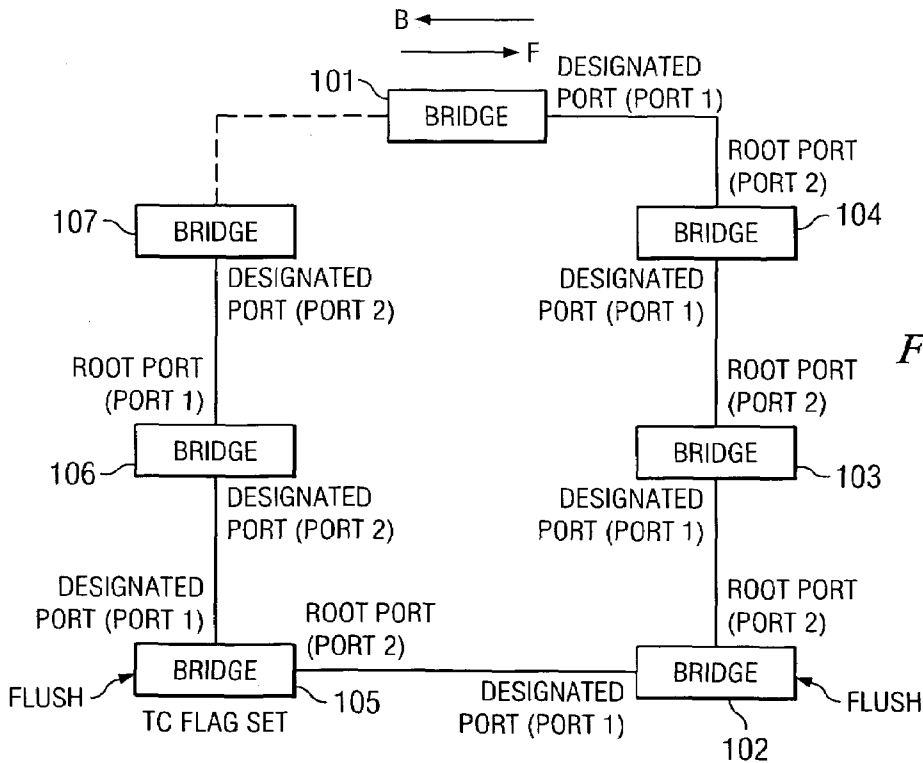 B
F
101
BRIDGE
DESIGNATED
PORT (PORT 1)
ROOT PORT
(PORT 2)
107
BRIDGE
BRIDGE
104
DESIGNATED
PORT (PORT 2)
DESIGNATED
PORT (PORT 1)
ROOT PORT
(PORT 1)
ROOT PORT
(PORT 2)
F
106
BRIDGE
BRIDGE
103
DESIGNATED
PORT (PORT 2)
DESIGNATED
PORT (PORT 1)
DESIGNATED
PORT (PORT 1)
ROOT PORT
(PORT 2)
ROOT PORT
(PORT 2)
FLUSH
BRIDGE
105
TC FLAG SET
DESIGNATED
PORT (PORT 1)
BRIDGE
102
FLUSH